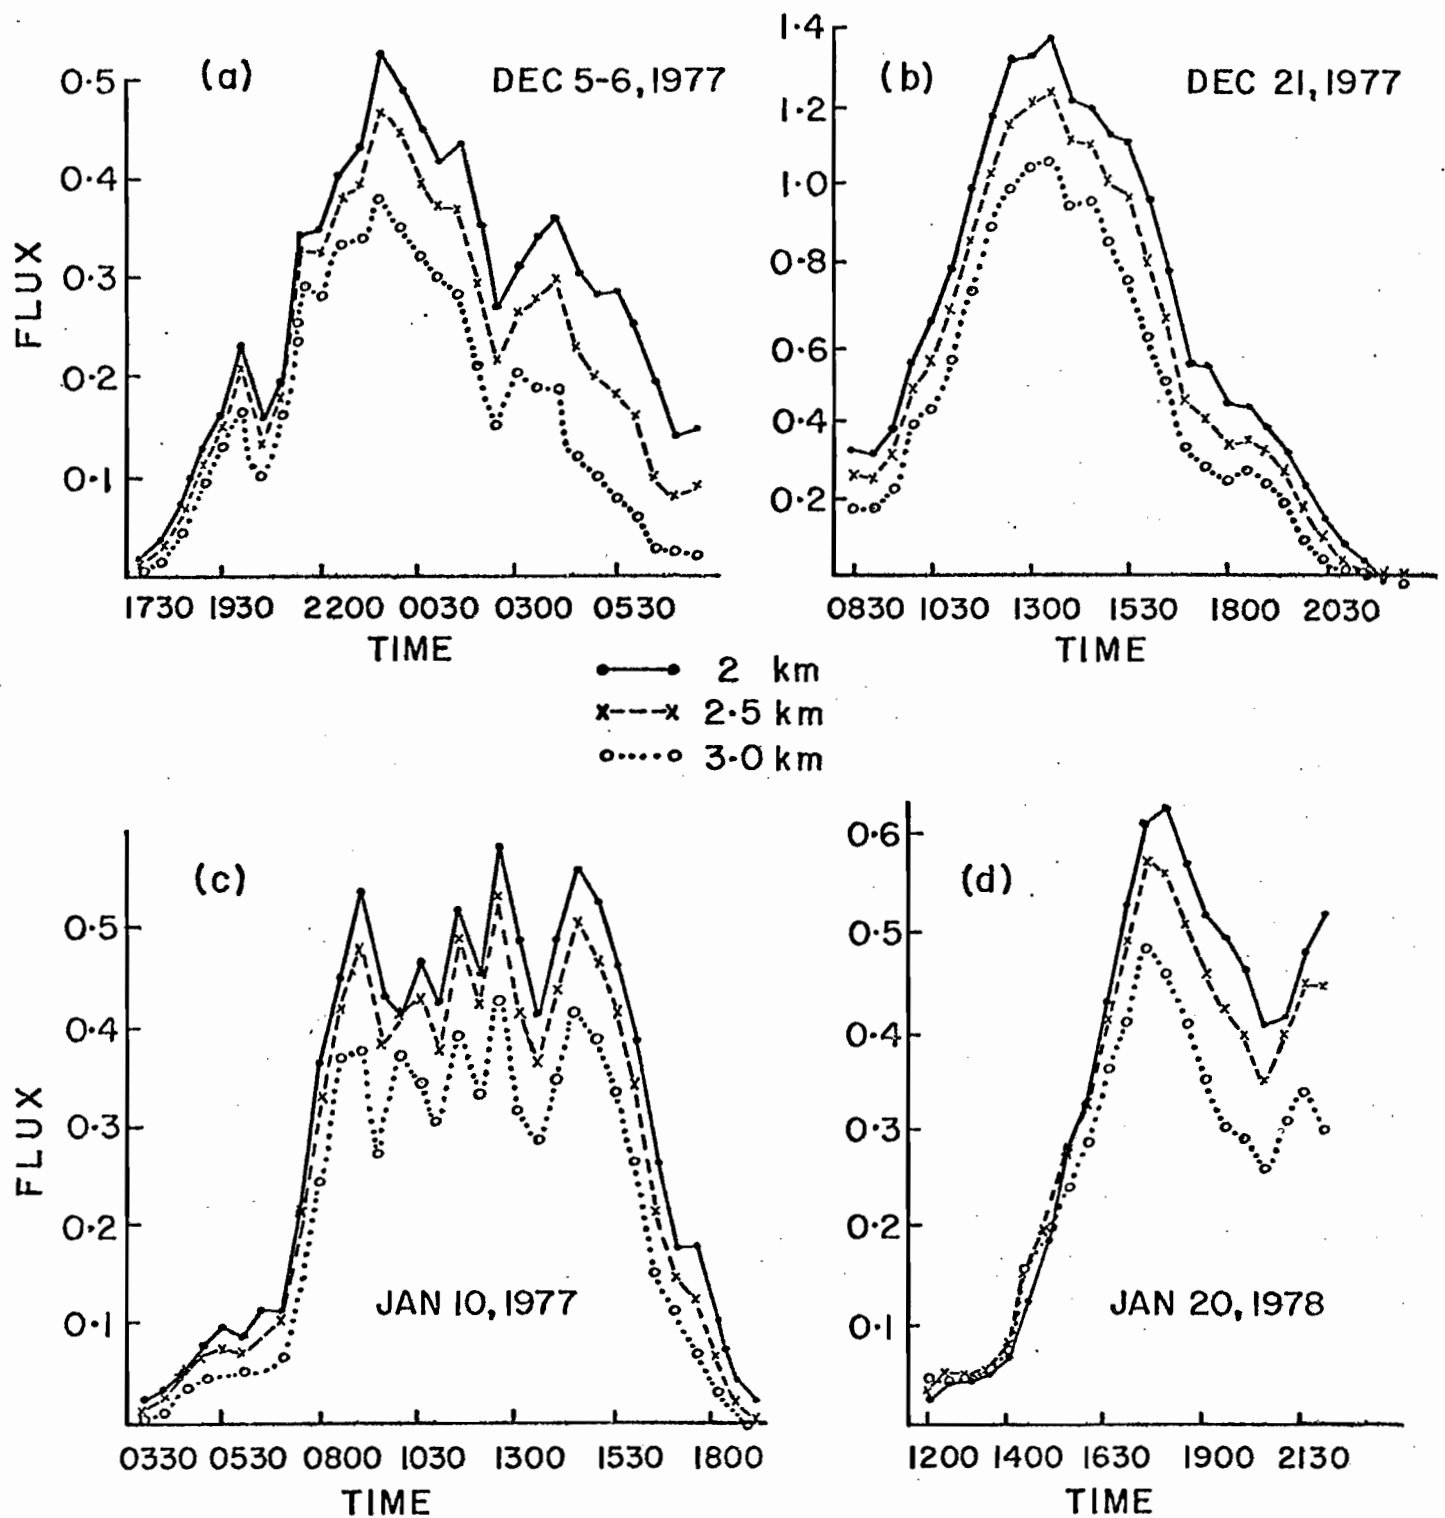 (a)
DEC 5-6, 1977
FLUX
0.5
0.4
0.3
0.2
0.1
1730 1930 2200 0030 0300 0530
TIME
(b)
DEC 21, 1977
1.4
1.2
1.0
0.8
0.6
0.4
0.2
0830 1030 1300 1530 1800 2030
TIME
2 km
2.5 km
3.0 km
(c)
JAN 10, 1977
FLUX
0.5
0.4
0.3
0.2
0.1
0330 0530 0800 1030 1300 1530 1800
TIME
(d)
JAN 20, 1978
0.6
0.5
0.4
0.3
0.2
0.1
1200 1400 1630 1900 2130
TIME